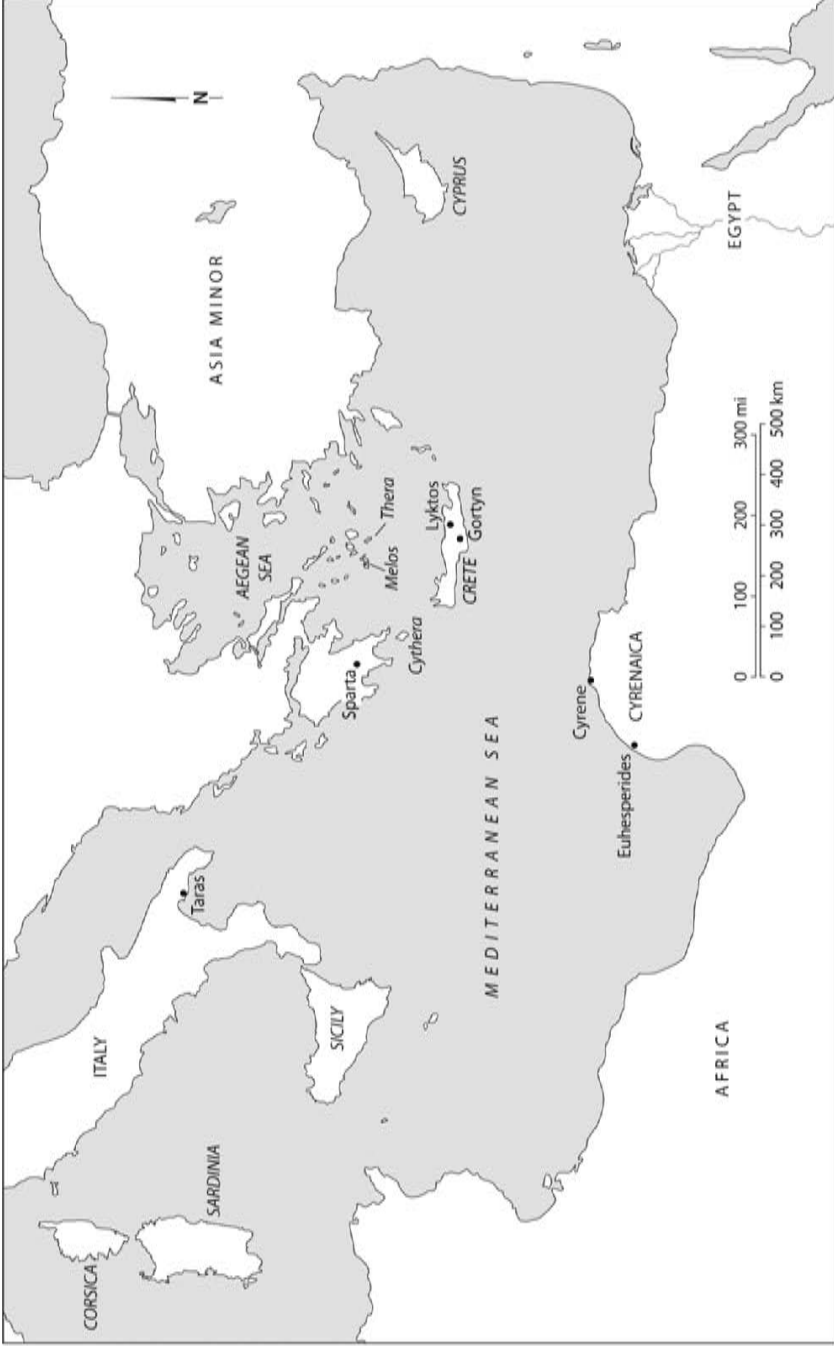 N
ASIA MINOR
CORSICA
SARDINIA
ITALY
Taras
SICILY
AEGEAN
SEA
Sparta
Cythera
Melos
Thera
CRETE
Lyktos
Gortyn
CYPRUS
MEDITERRANEAN SEA
Cyrene
CYRENAICA
Euhesperides
AFRICA
EGYPT
0 100 200 300 mi
0 100 200 300 400 500 km